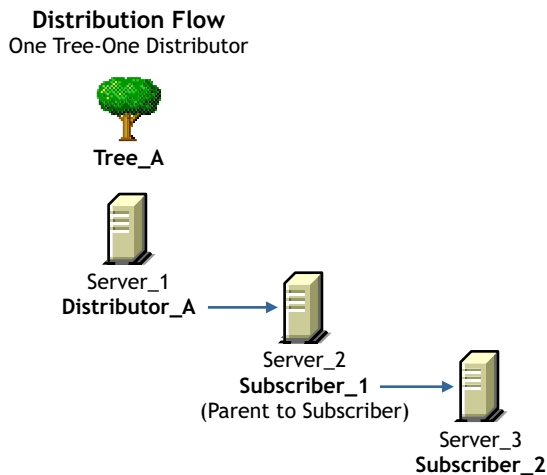 Distribution Flow
One Tree-One Distributor
Tree_A
Server_1
Distributor_A
Server_2
Subscriber_1
(Parent to Subscriber)
Server_3
Subscriber_2